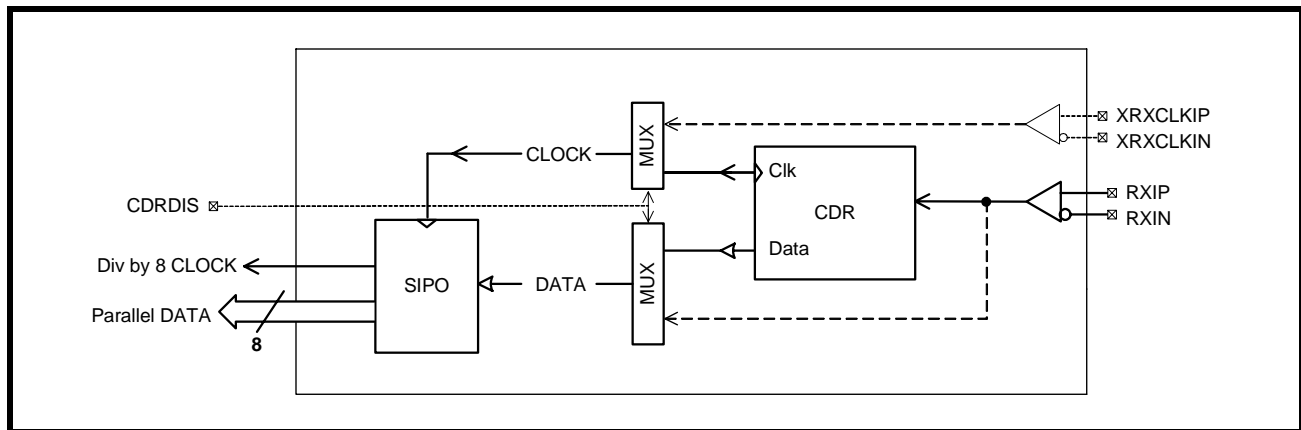 XRXCLKIP
XRXCLKIN
MUX
CLOCK
Clk
CDR
RXIP
RXIN
CDRDIS
Data
MUX
Div by 8 CLOCK
SIPO
DATA
Parallel DATA
8